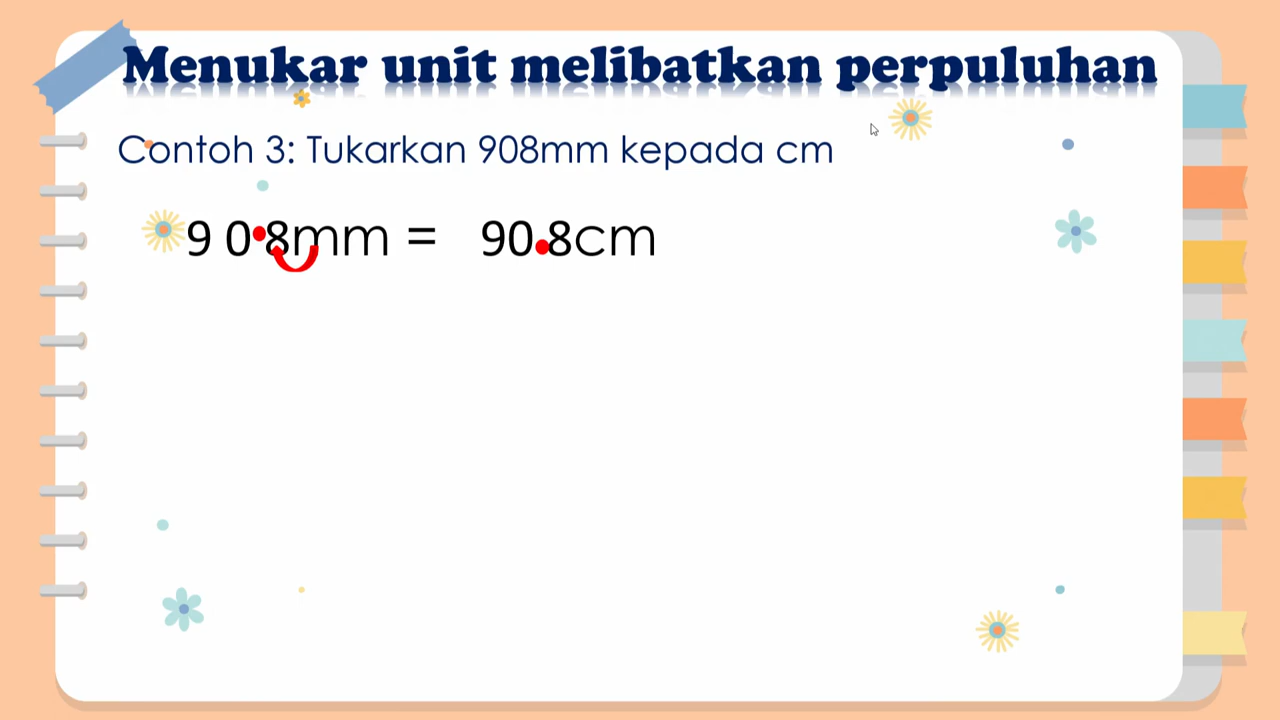 Menukar unit melibatkan perpuluhan
Contoh 3: Tukarkan 908mm kepada cm
9 0.8mm = 90.8cm